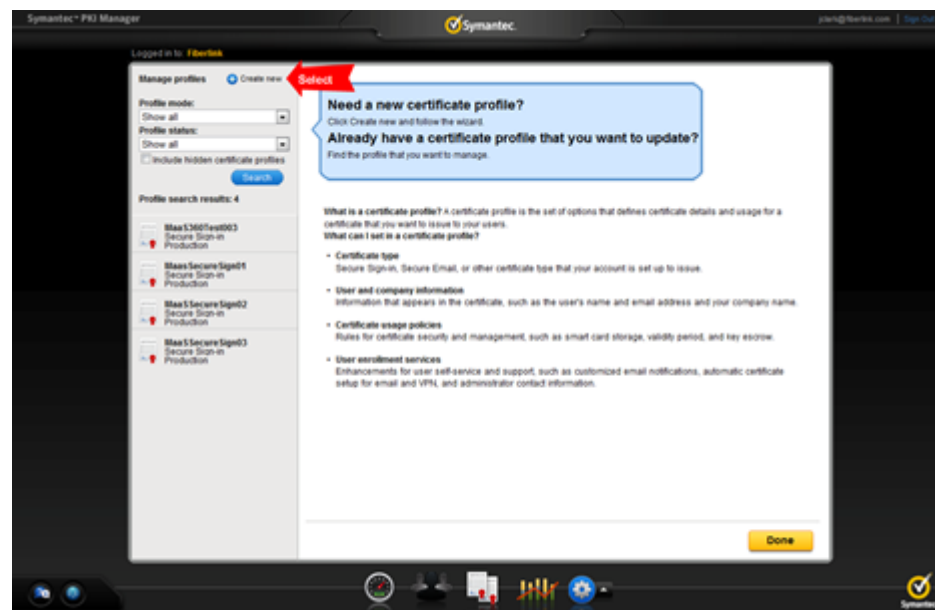 Symantec™ PKI Manager
Symantec.
jclark@fiberlink.com | Sign Out
Logged in to: Fiberlink
Manage profiles
Create new
Select
Profile mode:
Show all
Profile status:
Show all
Include hidden certificate profiles
Search
Profile search results: 4
MaaS360Test003
Secure Sign-in
Production
MaasSecureSign01
Secure Sign-in
Production
MaaSSecureSign02
Secure Sign-in
Production
MaaSSecureSign03
Secure Sign-in
Production
Need a new certificate profile?
Click Create new and follow the wizard.
Already have a certificate profile that you want to update?
Find the profile that you want to manage.
What is a certificate profile? A certificate profile is the set of options that defines certificate details and usage for a
certificate that you want to issue to your users.
What can I set in a certificate profile?
• Certificate type
Secure Sign-in, Secure Email, or other certificate type that your account is set up to issue.
• User and company information
Information that appears in the certificate, such as the user's name and email address and your company name.
• Certificate usage policies
Rules for certificate security and management, such as smart card storage, validity period, and key escrow.
• User enrollment services
Enhancements for user self-service and support, such as customized email notifications, automatic certificate
setup for email and VPN, and administrator contact information.
Done
Symantec